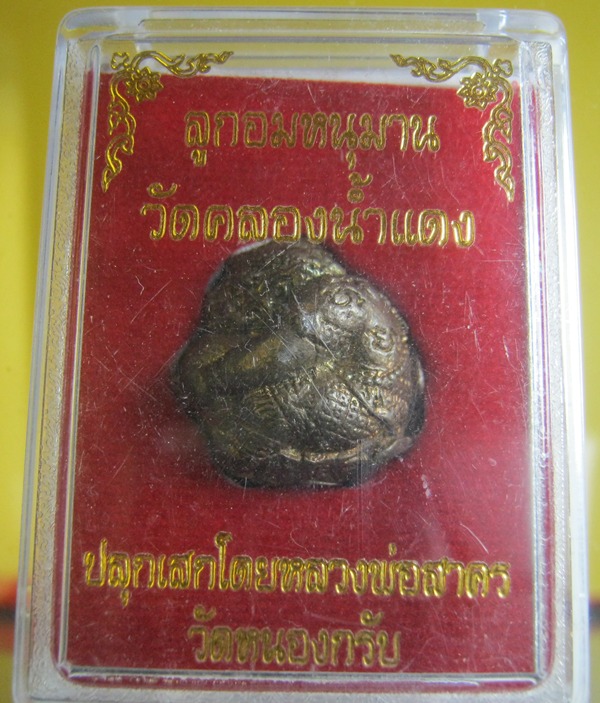 ลูกอมหนุมาน
วัดคลองน้ำแดง
ปลุกเสกโดยหลวงพ่อสาคร
วัดหนองกรับ